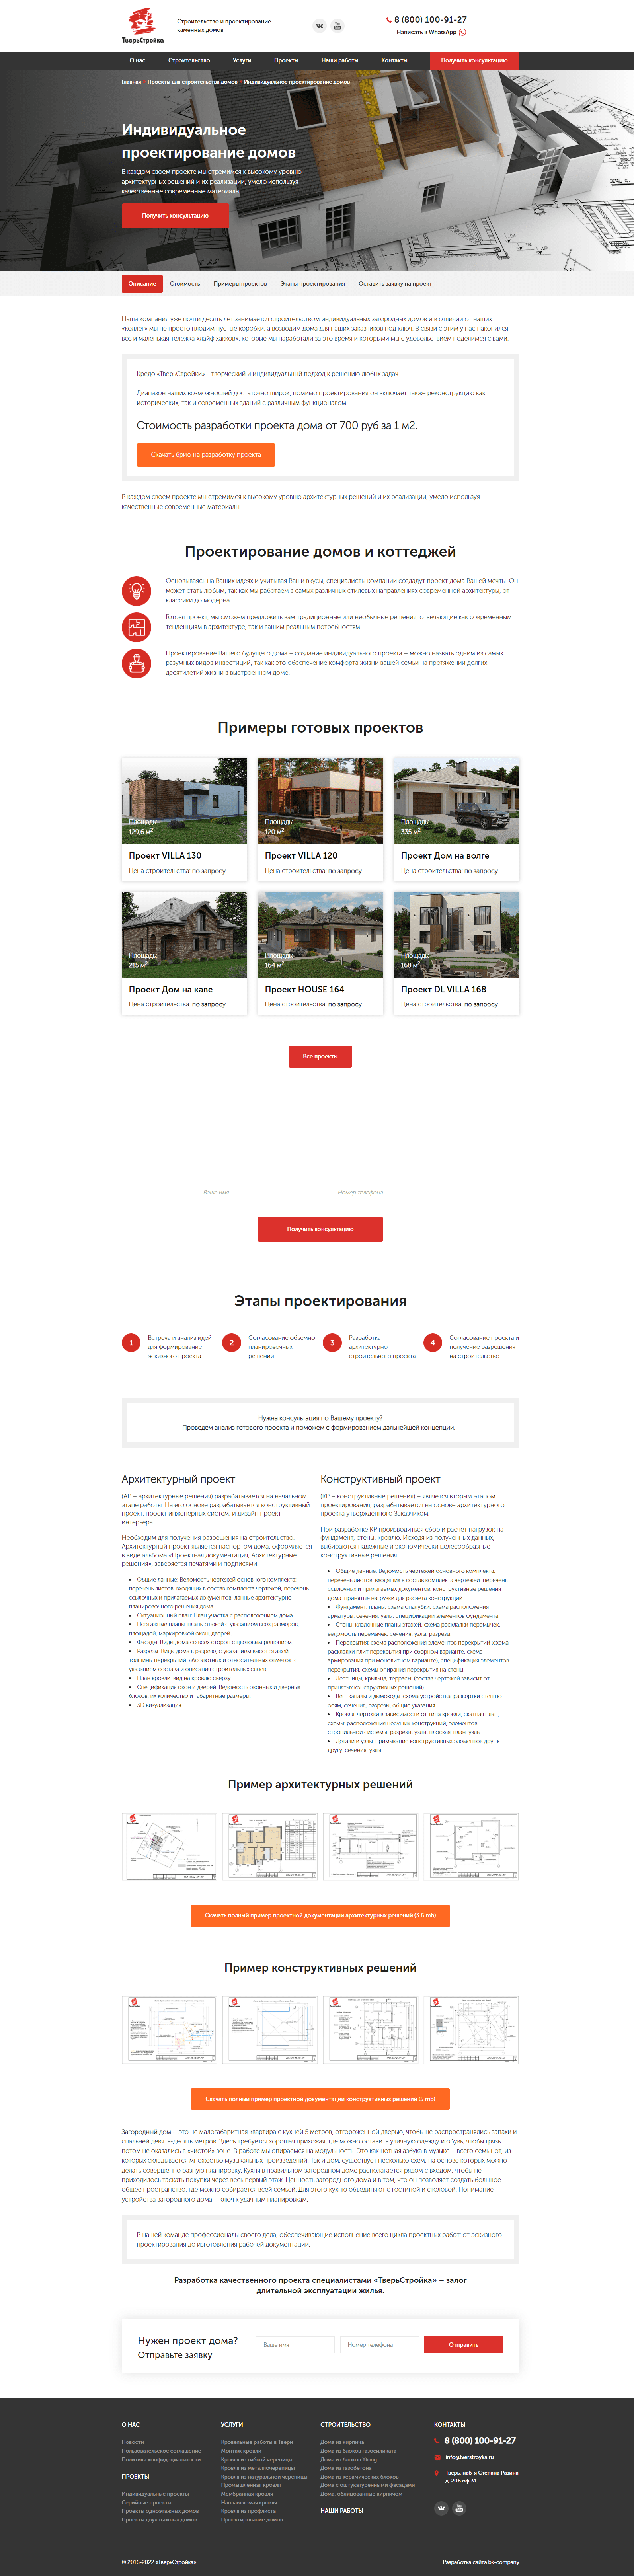 ТверьСтройка
Строительство и проектирование
каменных домов
You
Tube
8 (800) 100-91-27
Написать в WhatsApp
О нас
Строительство
Услуги
Проекты
Наши работы
Контакты
Получить консультацию
Главная
Проекты для строительства домов
Индивидуальное проектирование домов
Индивидуальное
проектирование домов
В каждом своем проекте мы стремимся к высокому уровню
архитектурных решений и их реализации, умело используя
качественные современные материалы.
Получить консультацию
Описание
Стоимость
Примеры проектов
Этапы проектирования
Оставить заявку на проект
Наша компания уже почти десять лет занимается строительством индивидуальных загородных домов и в отличии от наших
«коллег» мы не просто плодим пустые коробки, а возводим дома для наших заказчиков под ключ. В связи с этим у нас накопился
воз и маленькая тележка «лайф хаков», которые мы наработали за это время и которыми мы с удовольствием поделимся с вами.
Кредо «ТверьСтройки» - творческий и индивидуальный подход к решению любых задач.
Диапазон наших возможностей достаточно широк, помимо проектирования он включает также реконструкцию как
исторических, так и современных зданий с различным функционалом.
Стоимость разработки проекта дома от 700 руб за 1 м2.
Скачать бриф на разработку проекта
В каждом своем проекте мы стремимся к высокому уровню архитектурных решений и их реализации, умело используя
качественные современные материалы.
Проектирование домов и коттеджей
Основываясь на Ваших идеях и учитывая Ваши вкусы, специалисты компании создадут проект дома Вашей мечты. Он
может стать любым, так как мы работаем в самых различных стилевых направлениях современной архитектуры, от
классики до модерна.
Готовя проект, мы сможем предложить вам традиционные или необычные решения, отвечающие как современным
тенденциям в архитектуре, так и вашим реальным потребностям.
Проектирование Вашего будущего дома – создание индивидуального проекта – можно назвать одним из самых
разумных видов инвестиций, так как это обеспечение комфорта жизни вашей семьи на протяжении долгих
десятилетий жизни в выстроенном доме.
Примеры готовых проектов
Площадь:
129,6 м²
Проект VILLA 130
Цена строительства: по запросу
Площадь:
120 м²
Проект VILLA 120
Цена строительства: по запросу
Площадь:
335 м²
Проект Дом на волге
Цена строительства: по запросу
Площадь:
215 м²
Проект Дом на каве
Цена строительства: по запросу
Площадь:
164 м²
Проект HOUSE 164
Цена строительства: по запросу
Площадь:
168 м²
Проект DL VILLA 168
Цена строительства: по запросу
Все проекты
Ваше имя
Номер телефона
Получить консультацию
Этапы проектирования
1
Встреча и анализ идей
для формирование
эскизного проекта
2
Согласование объемно-
планировочных
решений
3
Разработка
архитектурно-
строительного проекта
4
Согласование проекта и
получение разрешения
на строительство
Нужна консультация по Вашему проекту?
Проведем анализ готового проекта и поможем с формированием дальнейшей концепции.
Архитектурный проект
(АР – архитектурные решения) разрабатывается на начальном
этапе работы. На его основе разрабатывается конструктивный
проект, проект инженерных систем, и дизайн проект
интерьера.
Необходим для получения разрешения на строительство.
Архитектурный проект является паспортом дома, оформляется
в виде альбома «Проектная документация, Архитектурные
решения», заверяется печатями и подписями.
• Общие данные: Ведомость чертежей основного комплекта:
перечень листов, входящих в состав комплекта чертежей, перечень
ссылочных и прилагаемых документов, данные архитектурно-
планировочного решения дома.
• Ситуационный план: План участка с расположением дома
• Поэтажные планы: планы этажей с указанием всех размеров,
площадей, маркировкой окон, дверей.
• Фасады: Виды дома со всех сторон с цветовым решением.
• Разрезы: Виды дома в разрезе, с указанием высот этажей,
толщины перекрытий, абсолютных и относительных отметок, с
указанием состава и описания строительных слоев.
• План кровли: вид на кровлю сверху.
• Спецификация окон и дверей: Ведомость оконных и дверных
блоков, их количество и габаритные размеры.
• 3D визуализация.
Конструктивный проект
(КР – конструктивные решения) – является вторым этапом
проектирования, разрабатывается на основе архитектурного
проекта утвержденного Заказчиком.
При разработке КР производиться сбор и расчет нагрузок на
фундамент, стены, кровлю. Исходя из полученных данных,
выбираются надежные и экономически целесообразные
конструктивные решения.
• Общие данные: Ведомость чертежей основного комплекта:
перечень листов, входящих в состав комплекта чертежей, перечень
ссылочных и прилагаемых документов, конструктивные решения
дома, принятые нагрузки для расчета конструкций.
• Фундамент: планы, схема опалубки, схема расположения
арматуры, сечения, узлы, спецификации элементов фундамента.
• Стены: кладочные планы этажей, схема раскладки перемычек,
ведомость перемычек, сечения, узлы, разрезы.
• Перекрытия: схема расположения элементов перекрытий (схема
раскладки плит перекрытия при сборном варианте, схема
армирования при монолитном варианте), спецификация элементов
перекрытия, схемы опирания перекрытия на стены.
• Лестницы, крыльца, террасы: (состав чертежей зависит от
принятых конструктивных решений).
• Вентканалы и дымоходы: схема устройства, развертки стен по
осям, сечения, разрезы, общие указания.
• Кровля: чертежи в зависимости от типа кровли, скатная:план,
схемы: расположения несущих конструкций, элементов
стропильной системы; разрезы, узлы; плоская: план, узлы.
• Детали и узлы: примыкание конструктивных элементов друг к
другу, сечения, узлы.
Пример архитектурных решений
Скачать полный пример проектной документации архитектурных решений (3.6 mb)
Пример конструктивных решений
Скачать полный пример проектной документации конструктивных решений (5 mb)
Загородный дом – это не малогабаритная квартира с кухней 5 метров, отгороженной дверью, чтобы не распространялись запахи и
спальней девять-десять метров. Здесь требуется хорошая прихожая, где можно оставить уличную одежду и обувь, чтобы грязь
потом не оказались в «чистой» зоне. В работе мы опираемся на модульность. Это как нотная азбука в музыке – всего семь нот, из
которых складывается множество музыкальных произведений. Так и дом: существует несколько схем, на основе которых можно
делать совершенно разную планировку. Кухня в правильном загородном доме располагается рядом с входом, чтобы не
приходилось таскать покупки через весь первый этаж. Ценность загородного дома и в том, что он позволяет создать большое
общее пространство, где можно собирается всей семьей. Для этого кухню объединяют с гостиной и столовой. Понимание
устройства загородного дома – ключ к удачным планировкам.
В нашей команде профессионалы своего дела, обеспечивающие исполнение всего цикла проектных работ: от эскизного
проектирования до изготовления рабочей документации.
Разработка качественного проекта специалистами «ТверьСтройка» – залог
длительной эксплуатации жилья.
Нужен проект дома?
Отправьте заявку
Ваше имя
Номер телефона
Отправить
О НАС
Новости
Пользовательское соглашение
Политика конфидециальности
ПРОЕКТЫ
Индивидуальные проекты
Серийные проекты
Проекты одноэтажных домов
Проекты двухэтажных домов
УСЛУГИ
Кровельные работы в Твери
Монтаж кровли
Кровля из гибкой черепицы
Кровля из металлочерепицы
Кровля из натуральной черепицы
Промышленная кровля
Мембранная кровля
Наплавляемая кровля
Кровля из профлиста
Проектирование домов
СТРОИТЕЛЬСТВО
Дома из кирпича
Дома из блоков газосиликата
Дома из блоков Ytong
Дома из газобетона
Дома из керамических блоков
Дома с оштукатуренными фасадами
Дома, облицованные кирпичом
НАШИ РАБОТЫ
КОНТАКТЫ
8 (800) 100-91-27
info@tverstroyka.ru
Тверь, наб-я Степана Разина
д. 20Б оф.31
You
Tube
© 2016-2022 «ТверьСтройка»
Разработка сайта bk-company